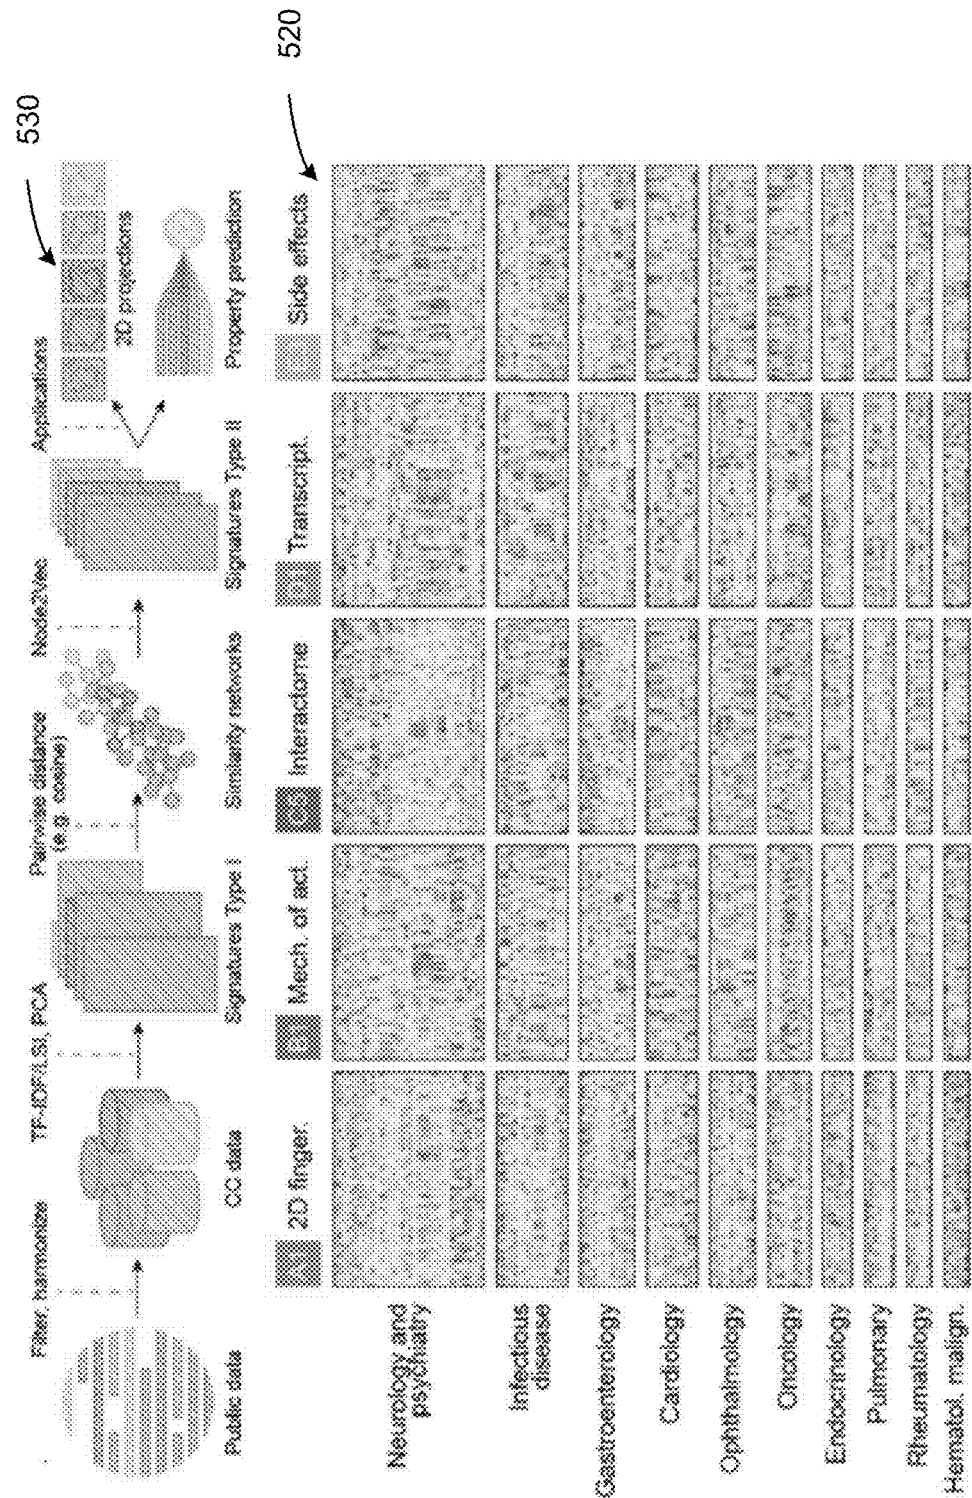 530
Filter, harmonize
TF-IDF/LSI, PCA
Pairwise distance
(e.g. cosine)
Node2Vec
Applications
2D projections
Public data
CC data
Signatures Type I
Similarity networks
Signatures Type II
Property prediction
520
2D finger.
Mech. of act.
Interactome
Transcript.
Side effects
Neurology and
psychiatry
Infectious
disease
Gastroenterology
Cardiology
Ophthalmology
Oncology
Endocrinology
Pulmonary
Rheumatology
Hematol. malign.